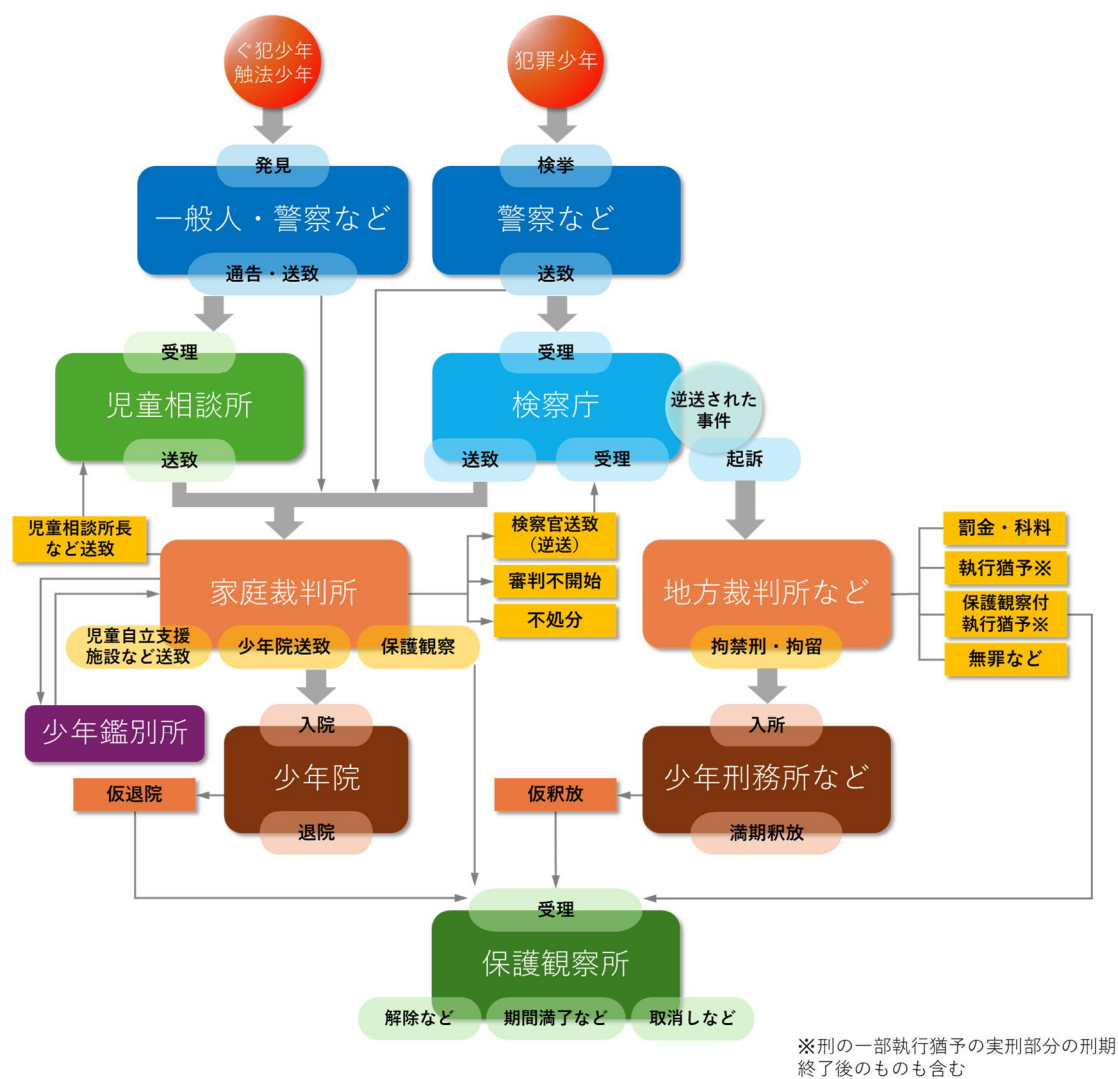 ぐ犯少年
触法少年
犯罪少年
発見
一般人・警察など
通告・送致
検挙
警察など
送致
受理
児童相談所
送致
受理
検察庁
逆送された
事件
送致
受理
起訴
児童相談所長
など送致
検察官送致
（逆送）
審判不開始
不処分
家庭裁判所
児童自立支援
施設など送致
少年院送致
保護観察
地方裁判所など
拘禁刑・拘留
罰金・科料
執行猶予※
保護観察付
執行猶予※
無罪など
少年鑑別所
入院
少年院
退院
仮退院
入所
少年刑務所など
満期釈放
仮釈放
受理
保護観察所
解除など
期間満了など
取消しなど
※刑の一部執行猶予の実刑部分の刑期
終了後のものも含む